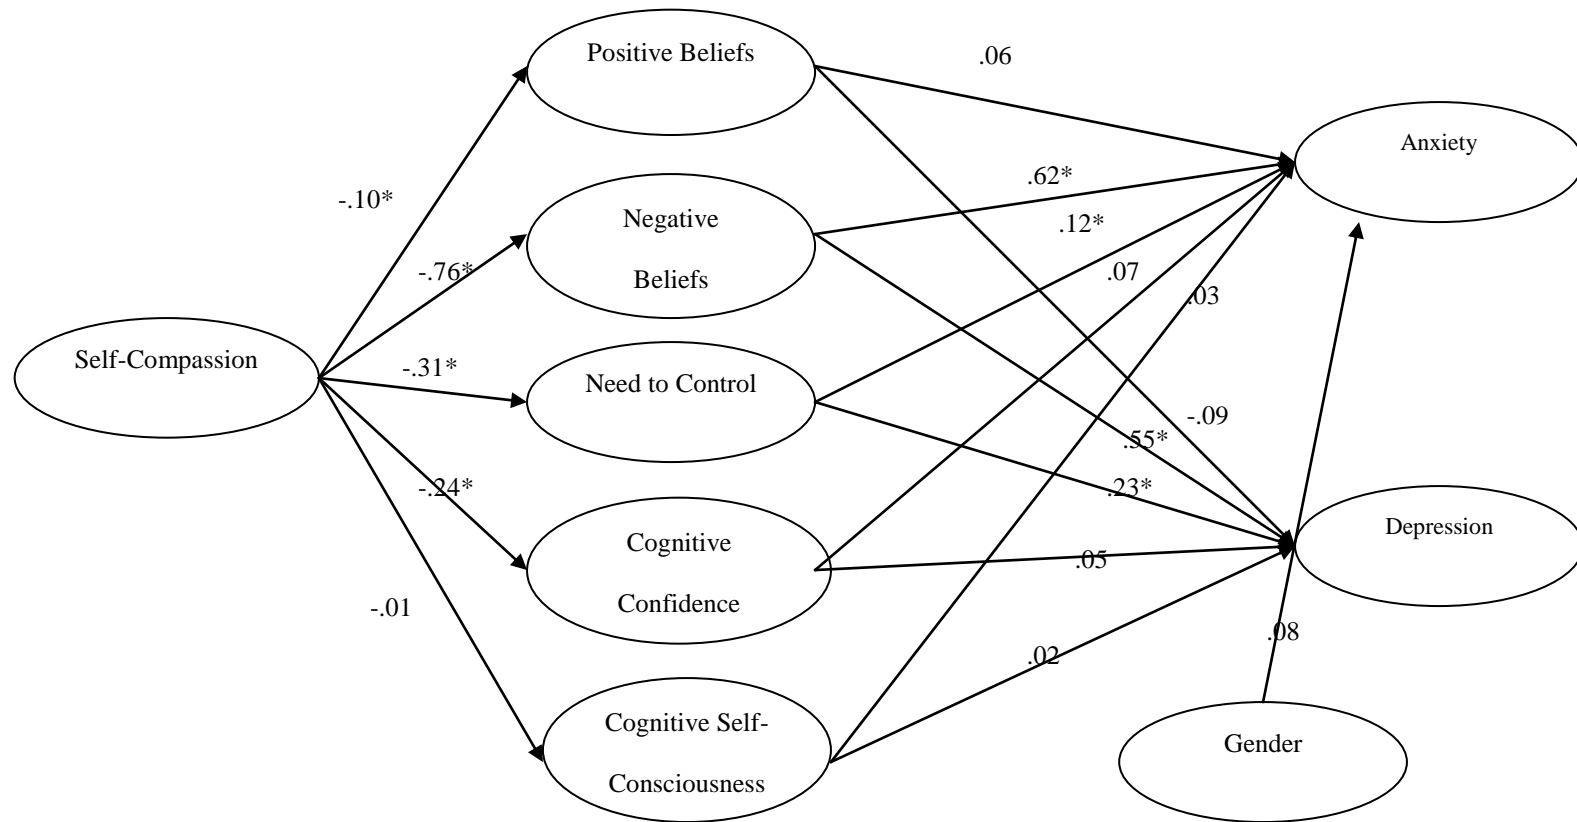 Positive Beliefs
.06
Anxiety
-.10*
.62*
Negative
.12*
Beliefs
-.76*
.07
.03
Self-Compassion
-.31*
Need to Control
-.09
.55*
-.24*
.23*
Depression
Cognitive
.05
Confidence
-.01
.08
.02
Cognitive Self-
Consciousness
Gender